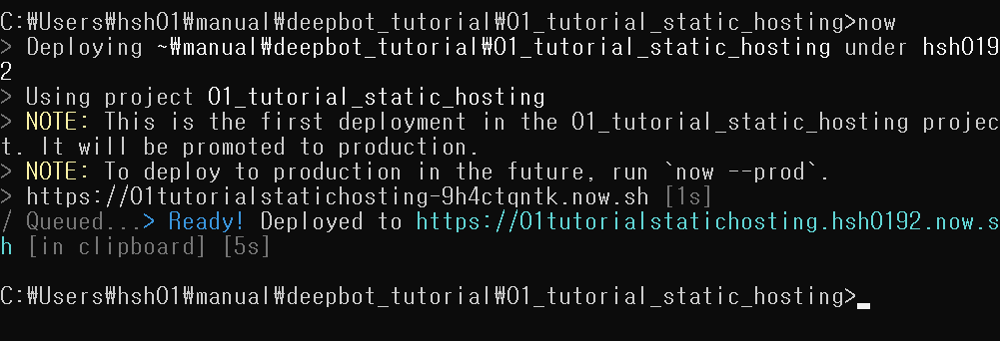 C:₩Users₩hsh01₩manual₩deepbot_tutorial₩01_tutorial_static_hosting>now
> Deploying ~₩manual₩deepbot_tutorial₩01_tutorial_static_hosting under hsh019
2
> Using project 01_tutorial_static_hosting
> NOTE: This is the first deployment in the 01_tutorial_static_hosting projec
t. It will be promoted to production.
> NOTE: To deploy to production in the future, run `now --prod`.
> https://01tutorialstatichosting-9h4ctqntk.now.sh [1s]
/ Queued...> Ready! Deployed to https://01tutorialstatichosting.hsh0192.now.s
h [in clipboard] [5s]
C:₩Users₩hsh01₩manual₩deepbot_tutorial₩01_tutorial_static_hosting>